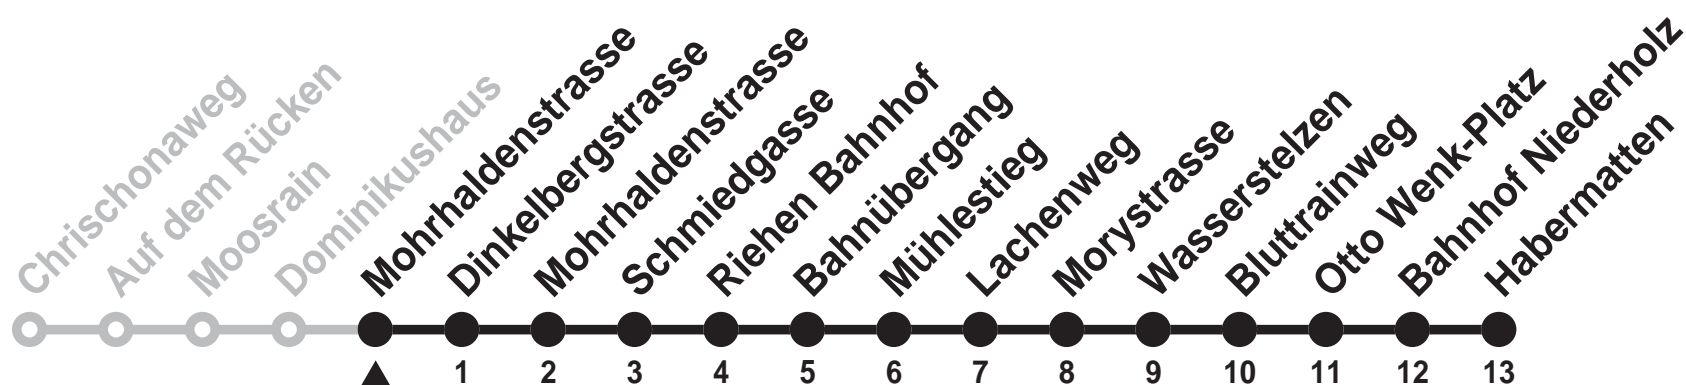 Chrischonaweg
Auf dem Rücken
Moosrain
Dominikushaus
Mohrhaldenstrasse
Dinkelbergstrasse
Mohrhaldenstrasse
Schmiedgasse
Riehen Bahnhof
Bahnübergang
Mühlestieg
Lachenweg
Morystrasse
Wasserstelzen
Bluttrainweg
Otto Wenk-Platz
Bahnhof Niederholz
Habermatten
1 2 3 4 5 6 7 8 9 10 11 12 13